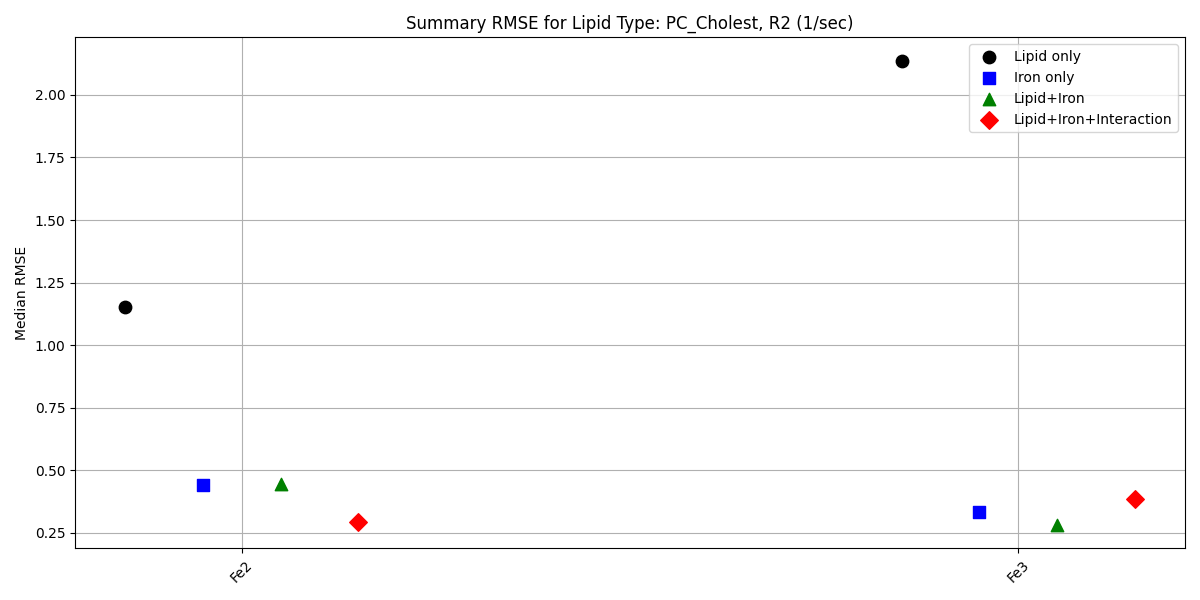 Summary RMSE for Lipid Type: PC_Cholest, R2 (1/sec)
Lipid only
Iron only
Lipid+Iron
Lipid+Iron+Interaction
Median RMSE
2.00
1.75
1.50
1.25
1.00
0.75
0.50
0.25
Fe2
Fe3